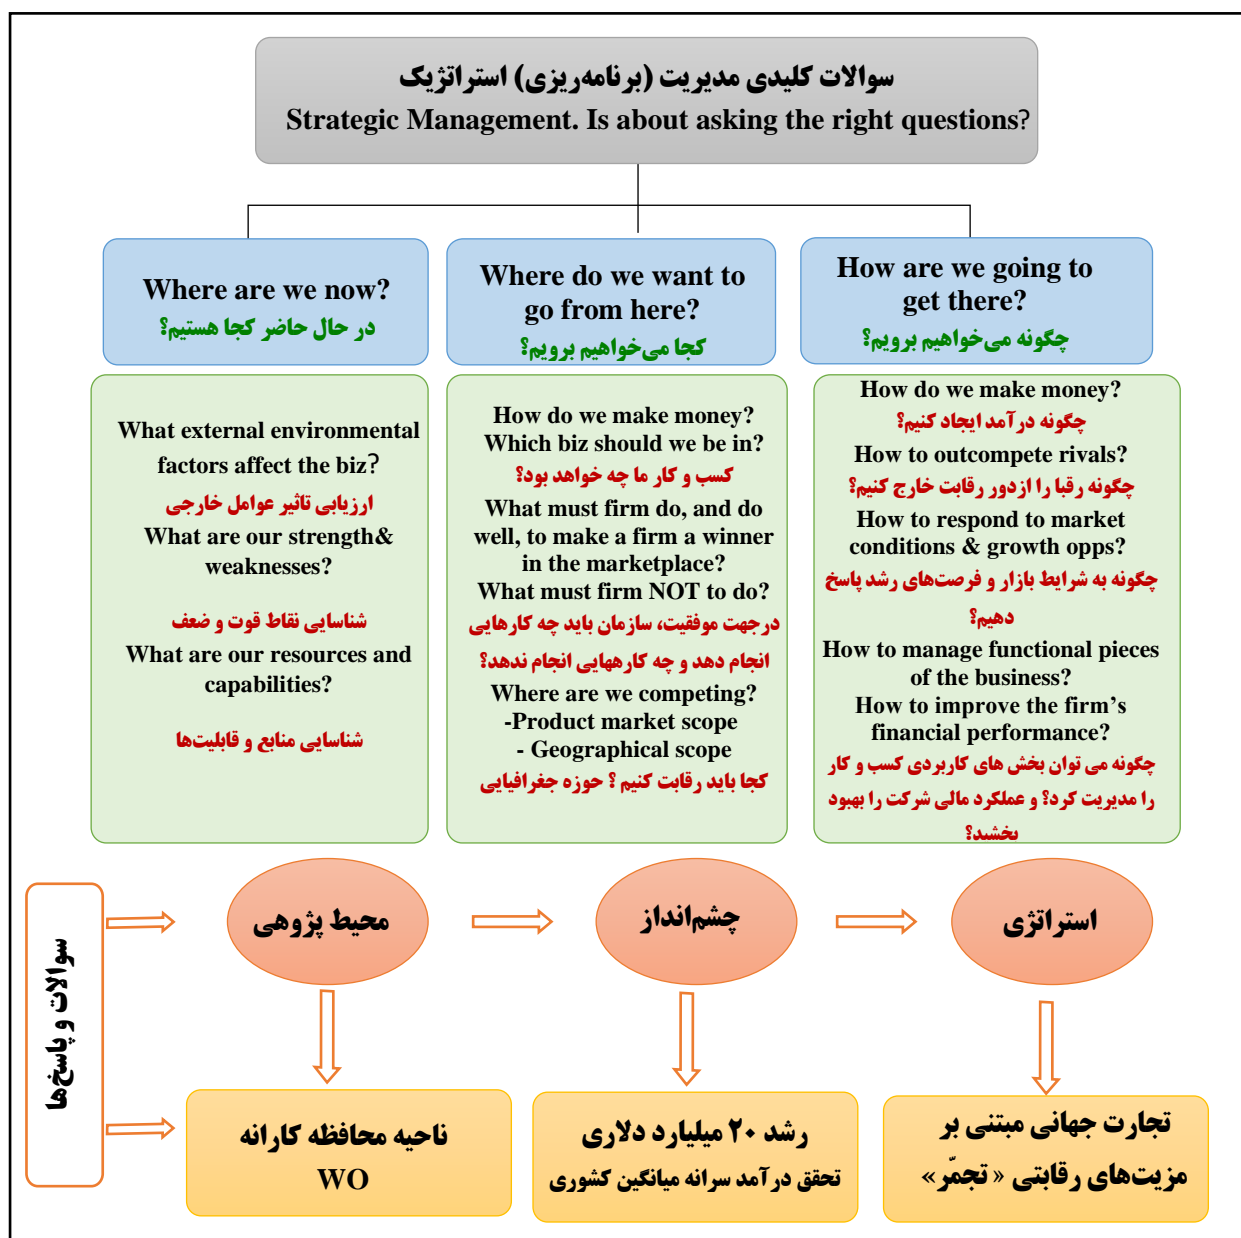 سوالات کلیدی مدیریت (برنامه‌ریزی) استراتژیک
Strategic Management. Is about asking the right questions?
Where are we now?
در حال حاضر کجا هستیم؟
Where do we want to
go from here?
کجا می‌خواهیم برویم؟
How are we going to
get there?
چگونه می‌خواهیم برویم؟
What external environmental
factors affect the biz?
ارزیابی تاثیر عوامل خارجی
What are our strength&
weaknesses?
شناسایی نقاط قوت و ضعف
What are our resources and
capabilities?
شناسایی منابع و قابلیت‌ها
How do we make money?
Which biz should we be in?
کسب و کار ما چه خواهد بود؟
What must firm do, and do
well, to make a firm a winner
in the marketplace?
What must firm NOT to do?
درجهت موفقیت، سازمان باید چه کارهایی
انجام دهد و چه کارههایی انجام ندهد؟
Where are we competing?
-Product market scope
- Geographical scope
کجا باید رقابت کنیم ؟ حوزه جغرافیایی
How do we make money?
چگونه درآمد ایجاد کنیم؟
How to outcompete rivals?
چگونه رقبا را ازدور رقابت خارج کنیم؟
How to respond to market
conditions & growth opps?
چگونه به شرایط بازار و فرصت‌های رشد پاسخ
دهیم؟
How to manage functional pieces
of the business?
How to improve the firm’s
financial performance?
چگونه می توان بخش های کاربردی کسب و کار
را مدیریت کرد؟ و عملکرد مالی شرکت را بهبود
بخشید؟
سوالات و پاسخ‌ها
محیط پژوهی
چشم‌انداز
استراتژی
ناحیه محافظه کارانه
WO
رشد ۲۰ میلیارد دلاری
تحقق درآمد سرانه میانگین کشوری
تجارت جهانی مبتنی بر
مزیت‌های رقابتی « تجمّر»